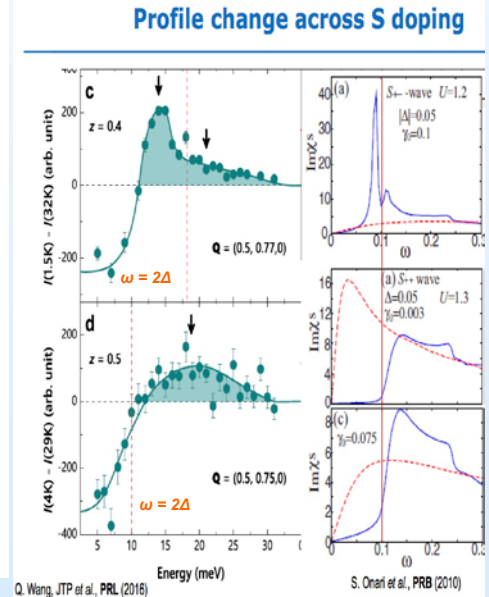 Profile change across S doping
c
z = 0.4
I(1.5K) – I(32K) (arb. unit)
200
0
-200
Q = (0.5, 0.77,0)
ω = 2Δ
d
z = 0.5
I(4K) – I(29K) (arb. unit)
200
0
-200
-400
Q = (0.5, 0.75,0)
ω = 2Δ
5 10 15 20 25 30
Energy (meV)
(a)
S+- -wave U=1.2
|Δ|=0.05
γ0=0.1
Imχs
40
30
20
10
0
0 0.1 0.2 0.3
ω
(a) S++ wave
Δ=0.05 U=1.3
γ0=0.003
Imχs
16
12
8
4
0
(c)
γ0=0.075
Imχs
8
6
4
2
0
0 0.1 0.2 0.3
ω
Q. Wang, JTP et al., PRL (2016)
S. Onari et al., PRB (2010)